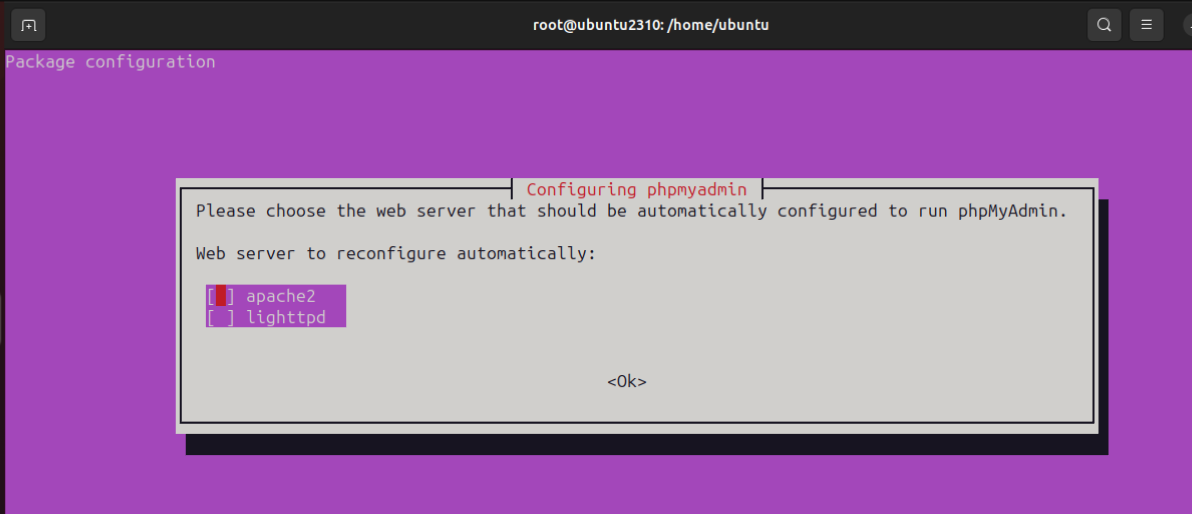 root@ubuntu2310: /home/ubuntu
Package configuration
Configuring phpmyadmin
Please choose the web server that should be automatically configured to run phpMyAdmin.
Web server to reconfigure automatically:
[ ] apache2
[ ] lighttpd
<Ok>